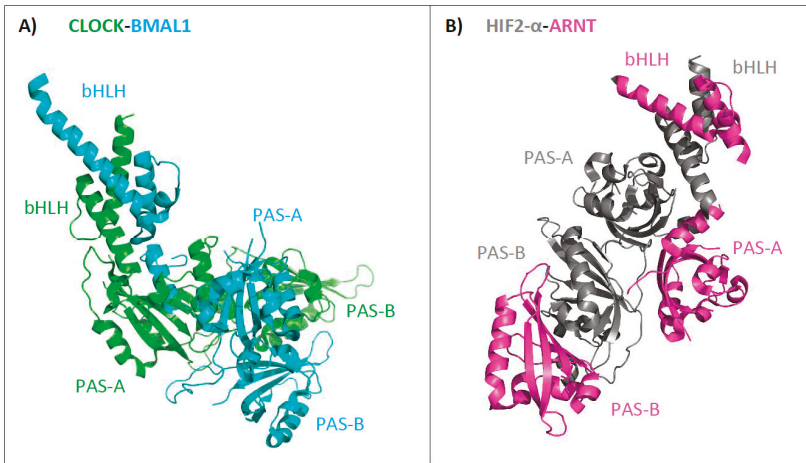 A) CLOCK-BMAL1
bHLH
bHLH
PAS-A
PAS-B
PAS-A
PAS-B
B) HIF2-α-ARNT
bHLH
bHLH
PAS-A
PAS-B
PAS-A
PAS-B